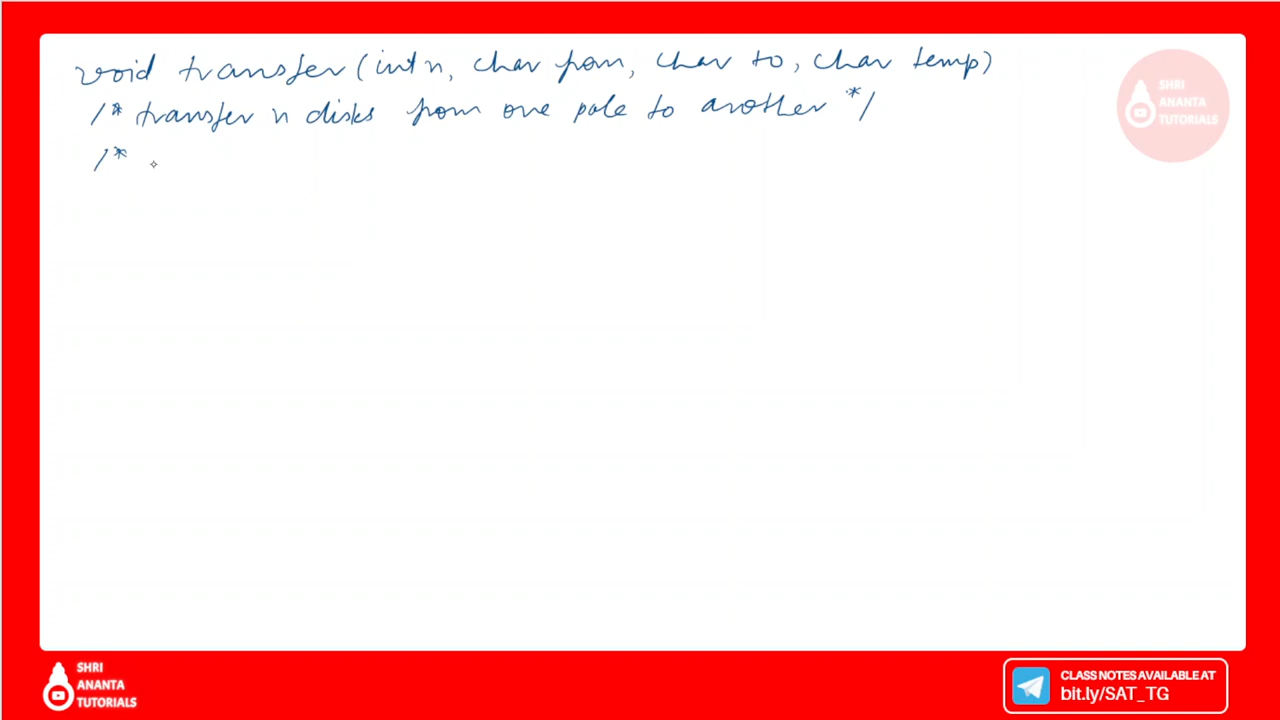 void transfer (int n, char from, char to, char temp)
/* transfer n disks from one pole to another */
/*
SHRI
ANANTA
TUTORIALS
SHRI
ANANTA
TUTORIALS
CLASS NOTES AVAILABLE AT
bit.ly/SAT_TG